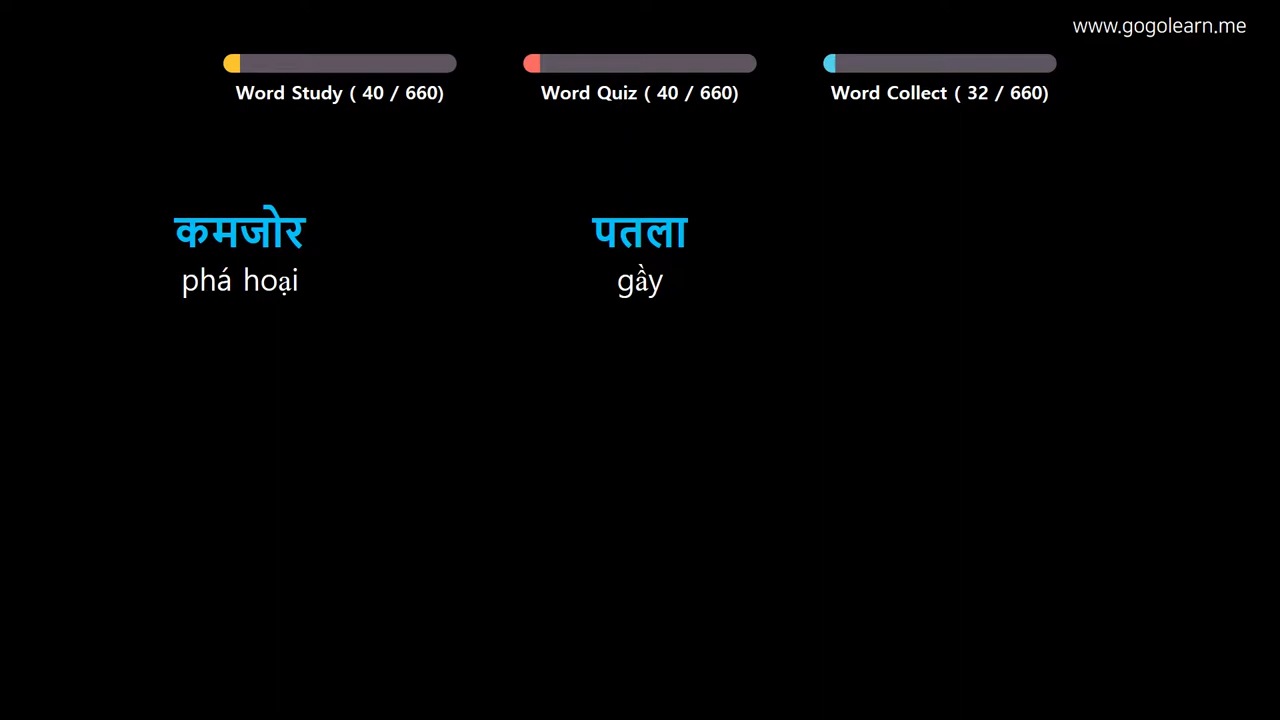 www.gogolearn.me
Word Study ( 40 / 660)
Word Quiz ( 40 / 660)
Word Collect ( 32 / 660)
कमजोर
पतला
phá hoại
gầy